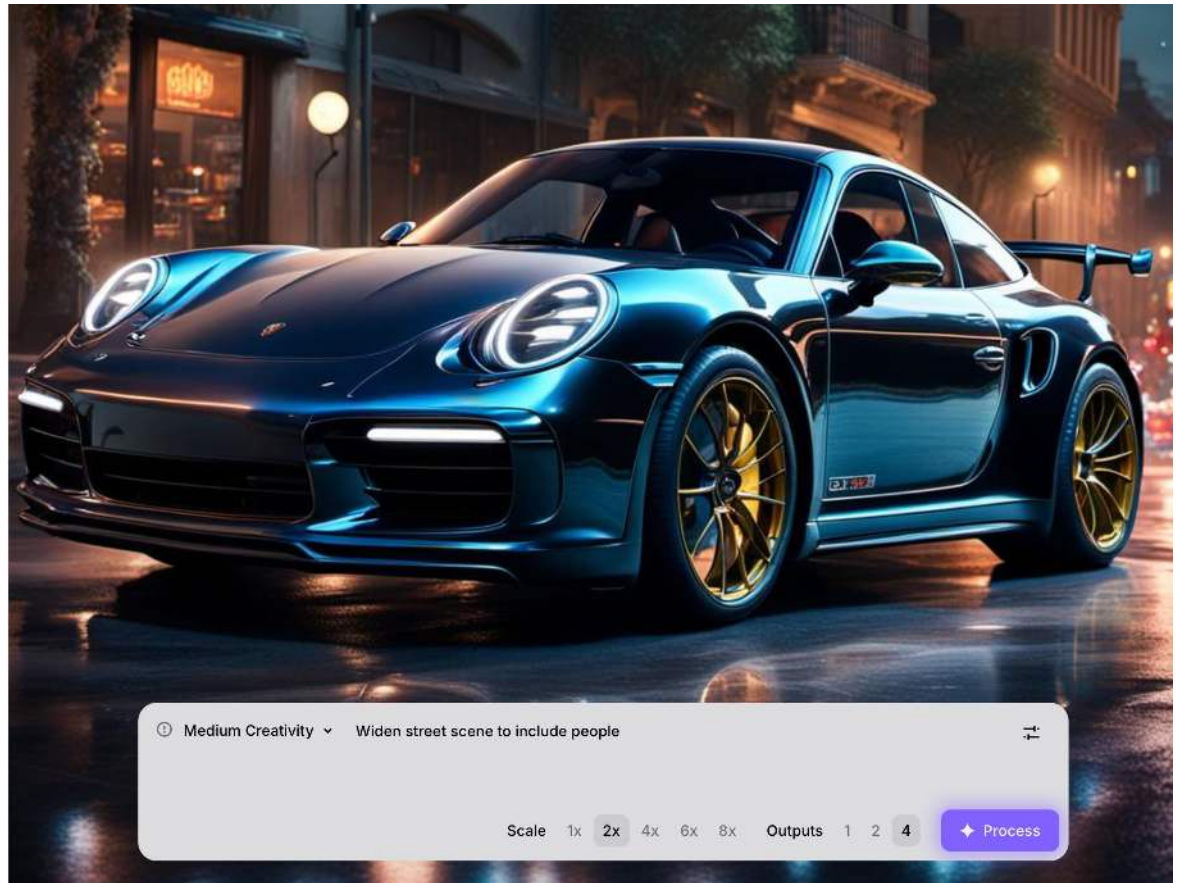 Medium Creativity Widen street scene to include people
Scale 1x 2x 4x 6x 8x Outputs 1 2 4 Process